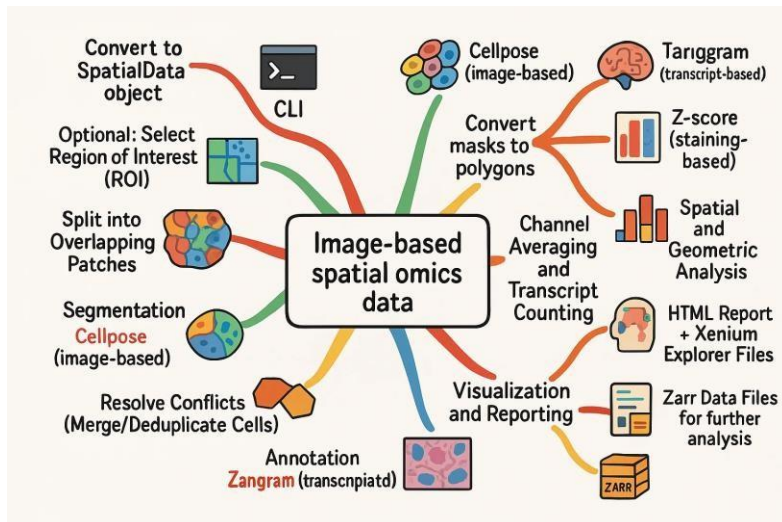 Convert to
SpatialData
object
>_
CLI
Optional: Select
Region of Interest
(ROI)
Split into
Overlapping
Patches
Segmentation
Cellpose
(image-based)
Resolve Conflicts
(Merge/Deduplicate Cells)
Annotation
Zangram (transcnpiatd)
Image-based
spatial omics
data
Cellpose
(image-based)
Convert
masks to
polygons
Tarıggram
(transcript-based)
Z-score
(staining-
based)
Spatial
and
Geometric
Analysis
Channel
Averaging
and
Transcript
Counting
Visualization
and Reporting
HTML Report
+ Xenium
Explorer Files
Zarr Data Files
for further
analysis
ZARR